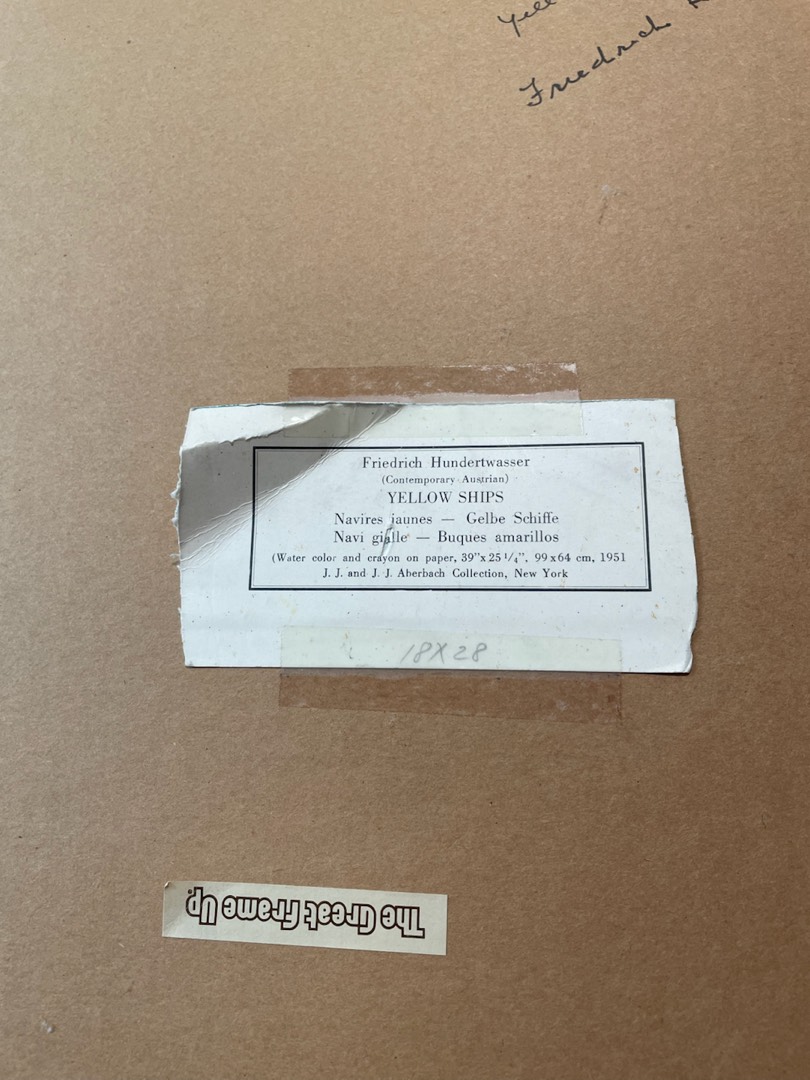 Yell
Friedrich
Friedrich Hundertwasser
(Contemporary Austrian)
YELLOW SHIPS
Navires jaunes — Gelbe Schiffe
Navi gialle — Buques amarillos
(Water color and crayon on paper, 39"x 25 1/4", 99 x 64 cm, 1951
J. J. and J. J. Aberbach Collection, New York
18X28
The Great Frame Up.